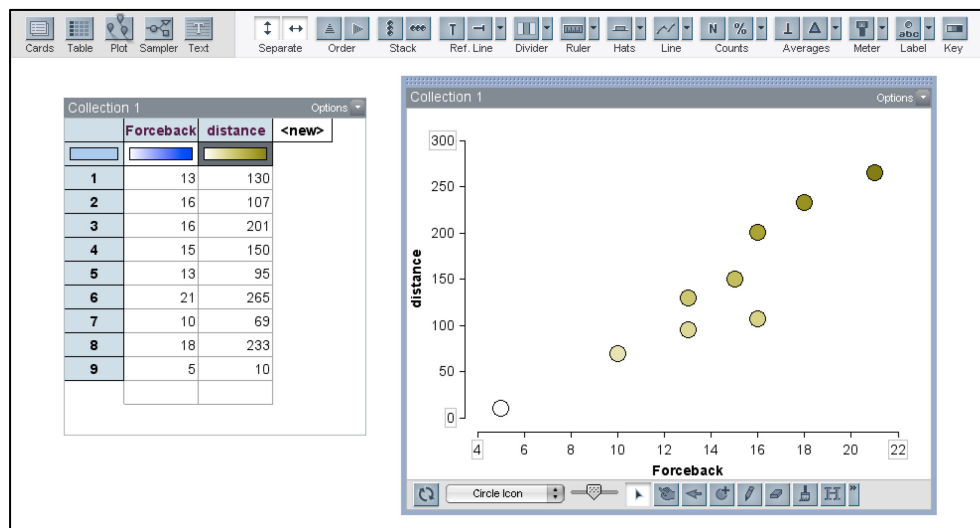 Cards Table Plot Sampler Text Separate Order Stack Ref. Line Divider Ruler Hats Line Counts Averages Meter Label Key
T N % abc
Collection 1 Options
Forceback distance <new>
1 13 130
2 16 107
3 16 201
4 15 150
5 13 95
6 21 265
7 10 69
8 18 233
9 5 10
Collection 1 Options
300
250
200
150
100
50
0
distance
4 6 8 10 12 14 16 18 20 22
Forceback
Circle Icon H »